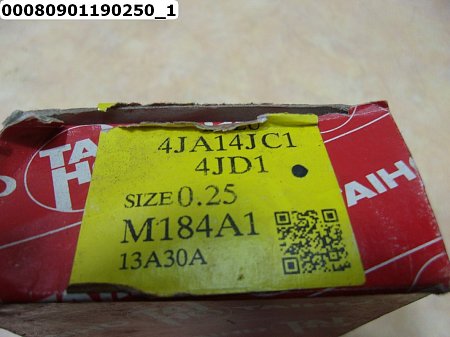 00080901190250_1
4JA14JC1
4JD1
SIZE 0.25
M184A1
13A30A
TAIHO